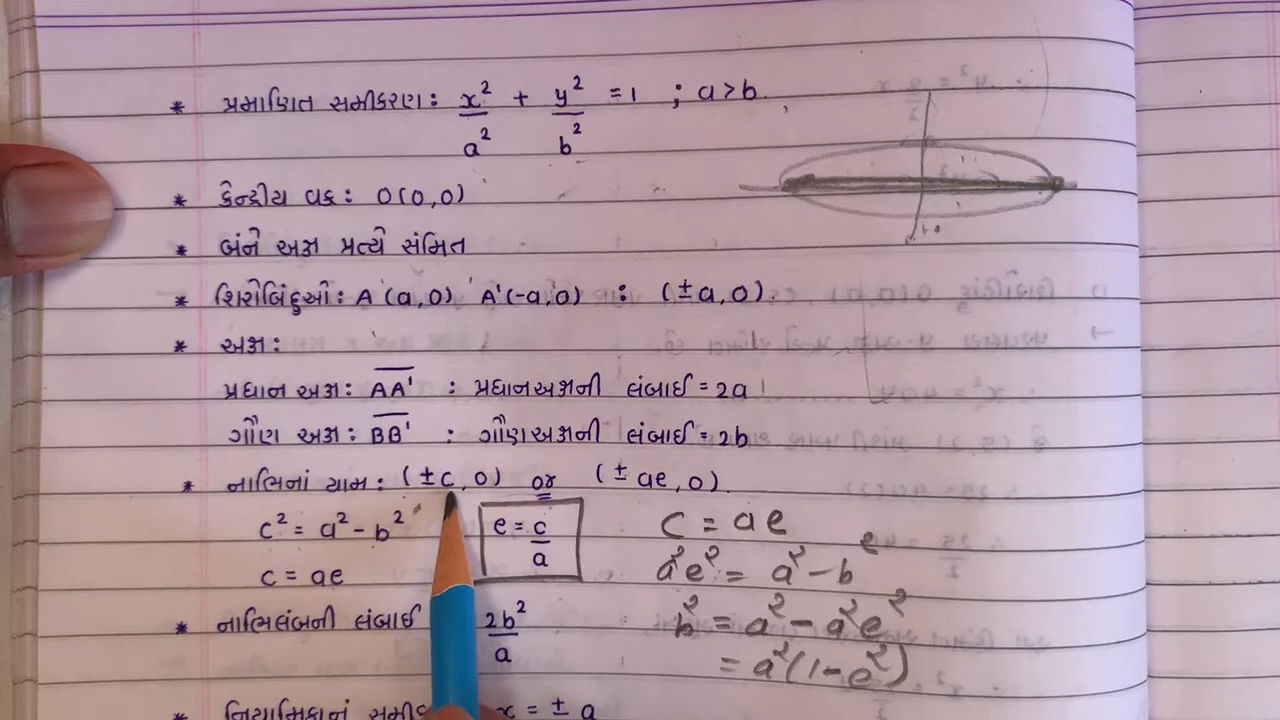 * પ્રમાણિત સમીકરણ: x²/a² + y²/b² = 1 ; a > b
* કેન્દ્રીય વક્ર: O(0,0)
* બંને અક્ષ પ્રત્યે સંમિત
* શિરોબિંદુઓ: A(a,0) A'(-a,0) : (±a,0).
* અક્ષ:
પ્રધાન અક્ષ: A̅A̅' : પ્રધાનઅક્ષની લંબાઈ = 2a
ગૌણ અક્ષ: B̅B̅' : ગૌણઅક્ષની લંબાઈ = 2b
* નાભિનાં યામ: (±c,0) or (±ae,0).
c² = a² - b² e = c/a c = ae
c = ae a²e² = a² - b²
* નાભિલંબની લંબાઈ 2b²/a b² = a² - a²e²
= a²(1-e²)
* નિયામિકાનાં x = ± a